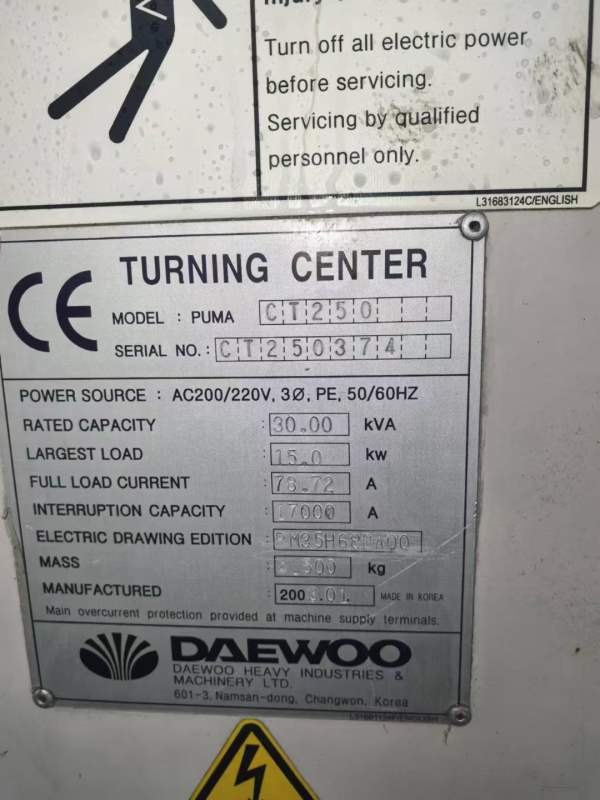 Turn off all electric power
before servicing.
Servicing by qualified
personnel only.
L31683124C/ENGLISH
CE TURNING CENTER
MODEL : PUMA CT250
SERIAL NO. : CT250374
POWER SOURCE : AC200/220V, 3Ø, PE, 50/60HZ
RATED CAPACITY : 30.00 kVA
LARGEST LOAD : 15.0 kw
FULL LOAD CURRENT : 78.72 A
INTERRUPTION CAPACITY : 17000 A
ELECTRIC DRAWING EDITION :
MASS : kg
MANUFACTURED : MADE IN KOREA
Main overcurrent protection provided at machine supply terminals.
DAEWOO
DAEWOO HEAVY INDUSTRIES &
MACHINERY LTD.
601-3, Namsan-dong, Changwon, Korea